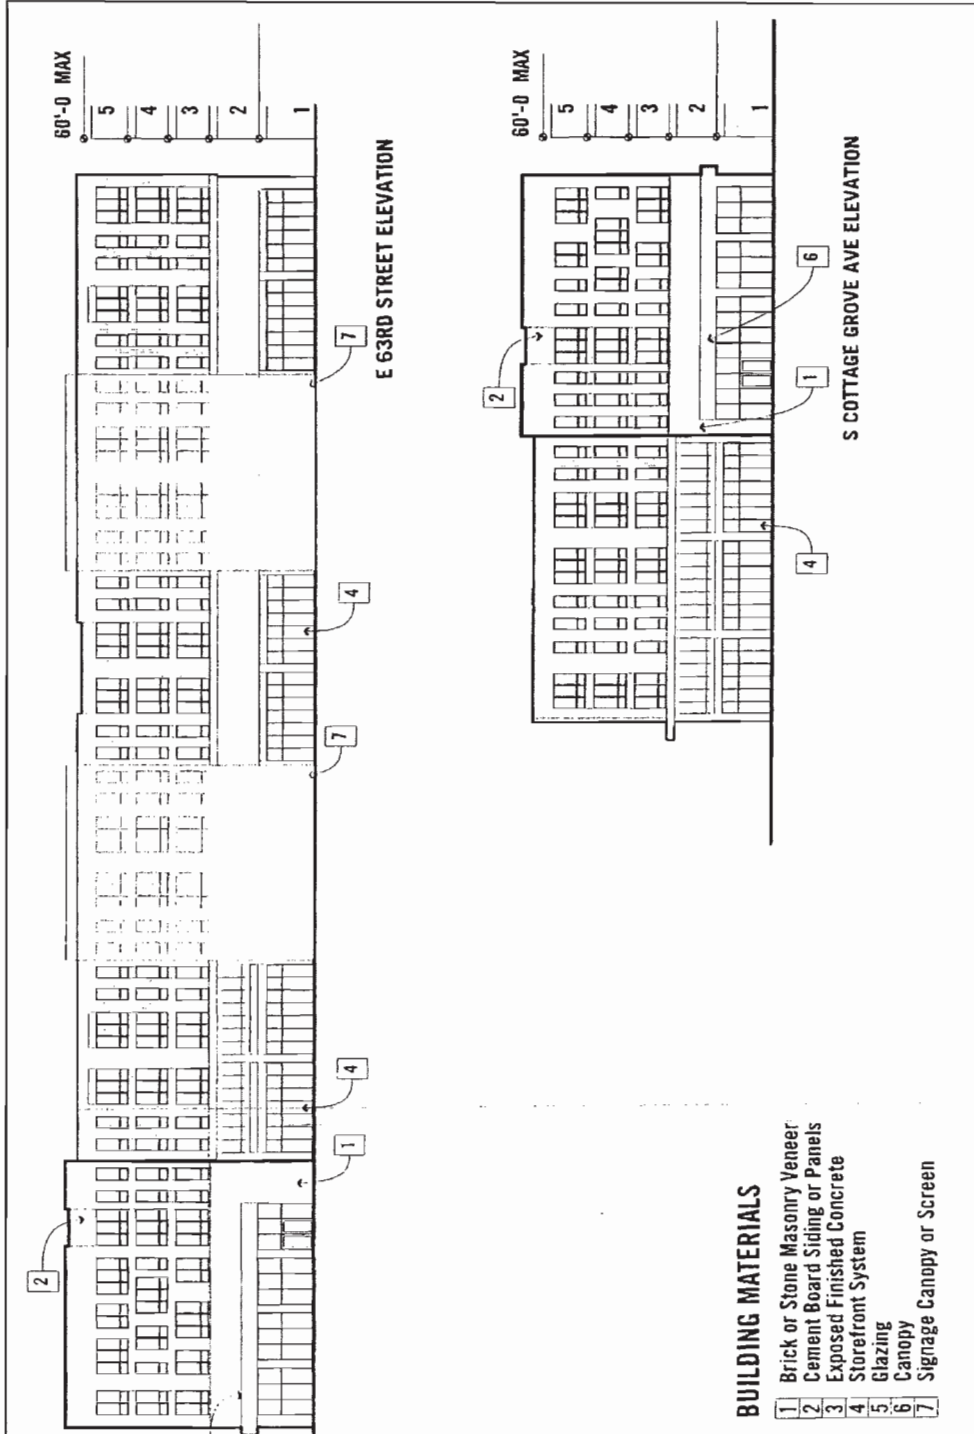 60'-0 MAX
5
4
3
2
1
2
1
4
7
4
7
E 63RD STREET ELEVATION
60'-0 MAX
5
4
3
2
1
2
4
1
6
S COTTAGE GROVE AVE ELEVATION
BUILDING MATERIALS
1 Brick or Stone Masonry Veneer
2 Cement Board Siding or Panels
3 Exposed Finished Concrete
4 Storefront System
5 Glazing
6 Canopy
7 Signage Canopy or Screen